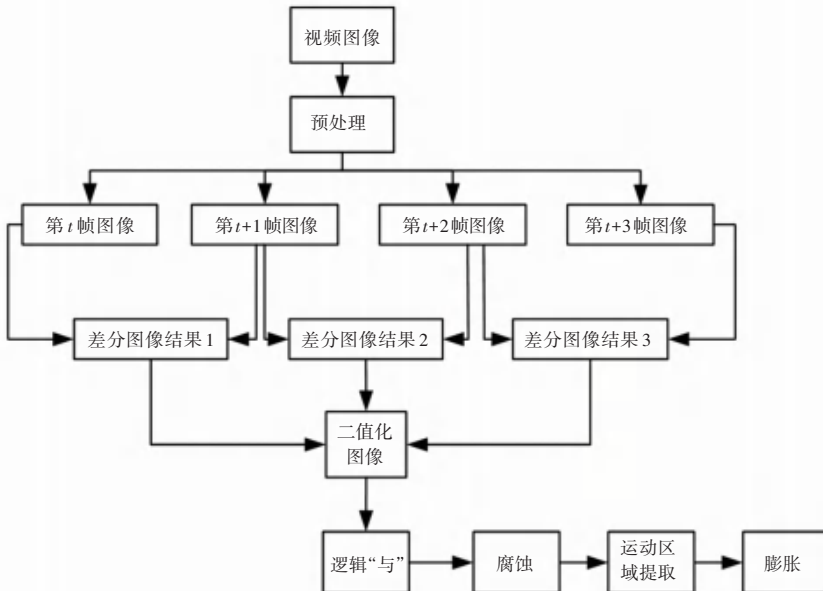 视频图像
预处理
第t帧图像
第t+1帧图像
第t+2帧图像
第t+3帧图像
差分图像结果1
差分图像结果2
差分图像结果3
二值化
图像
逻辑“与”
腐蚀
运动区
域提取
膨胀